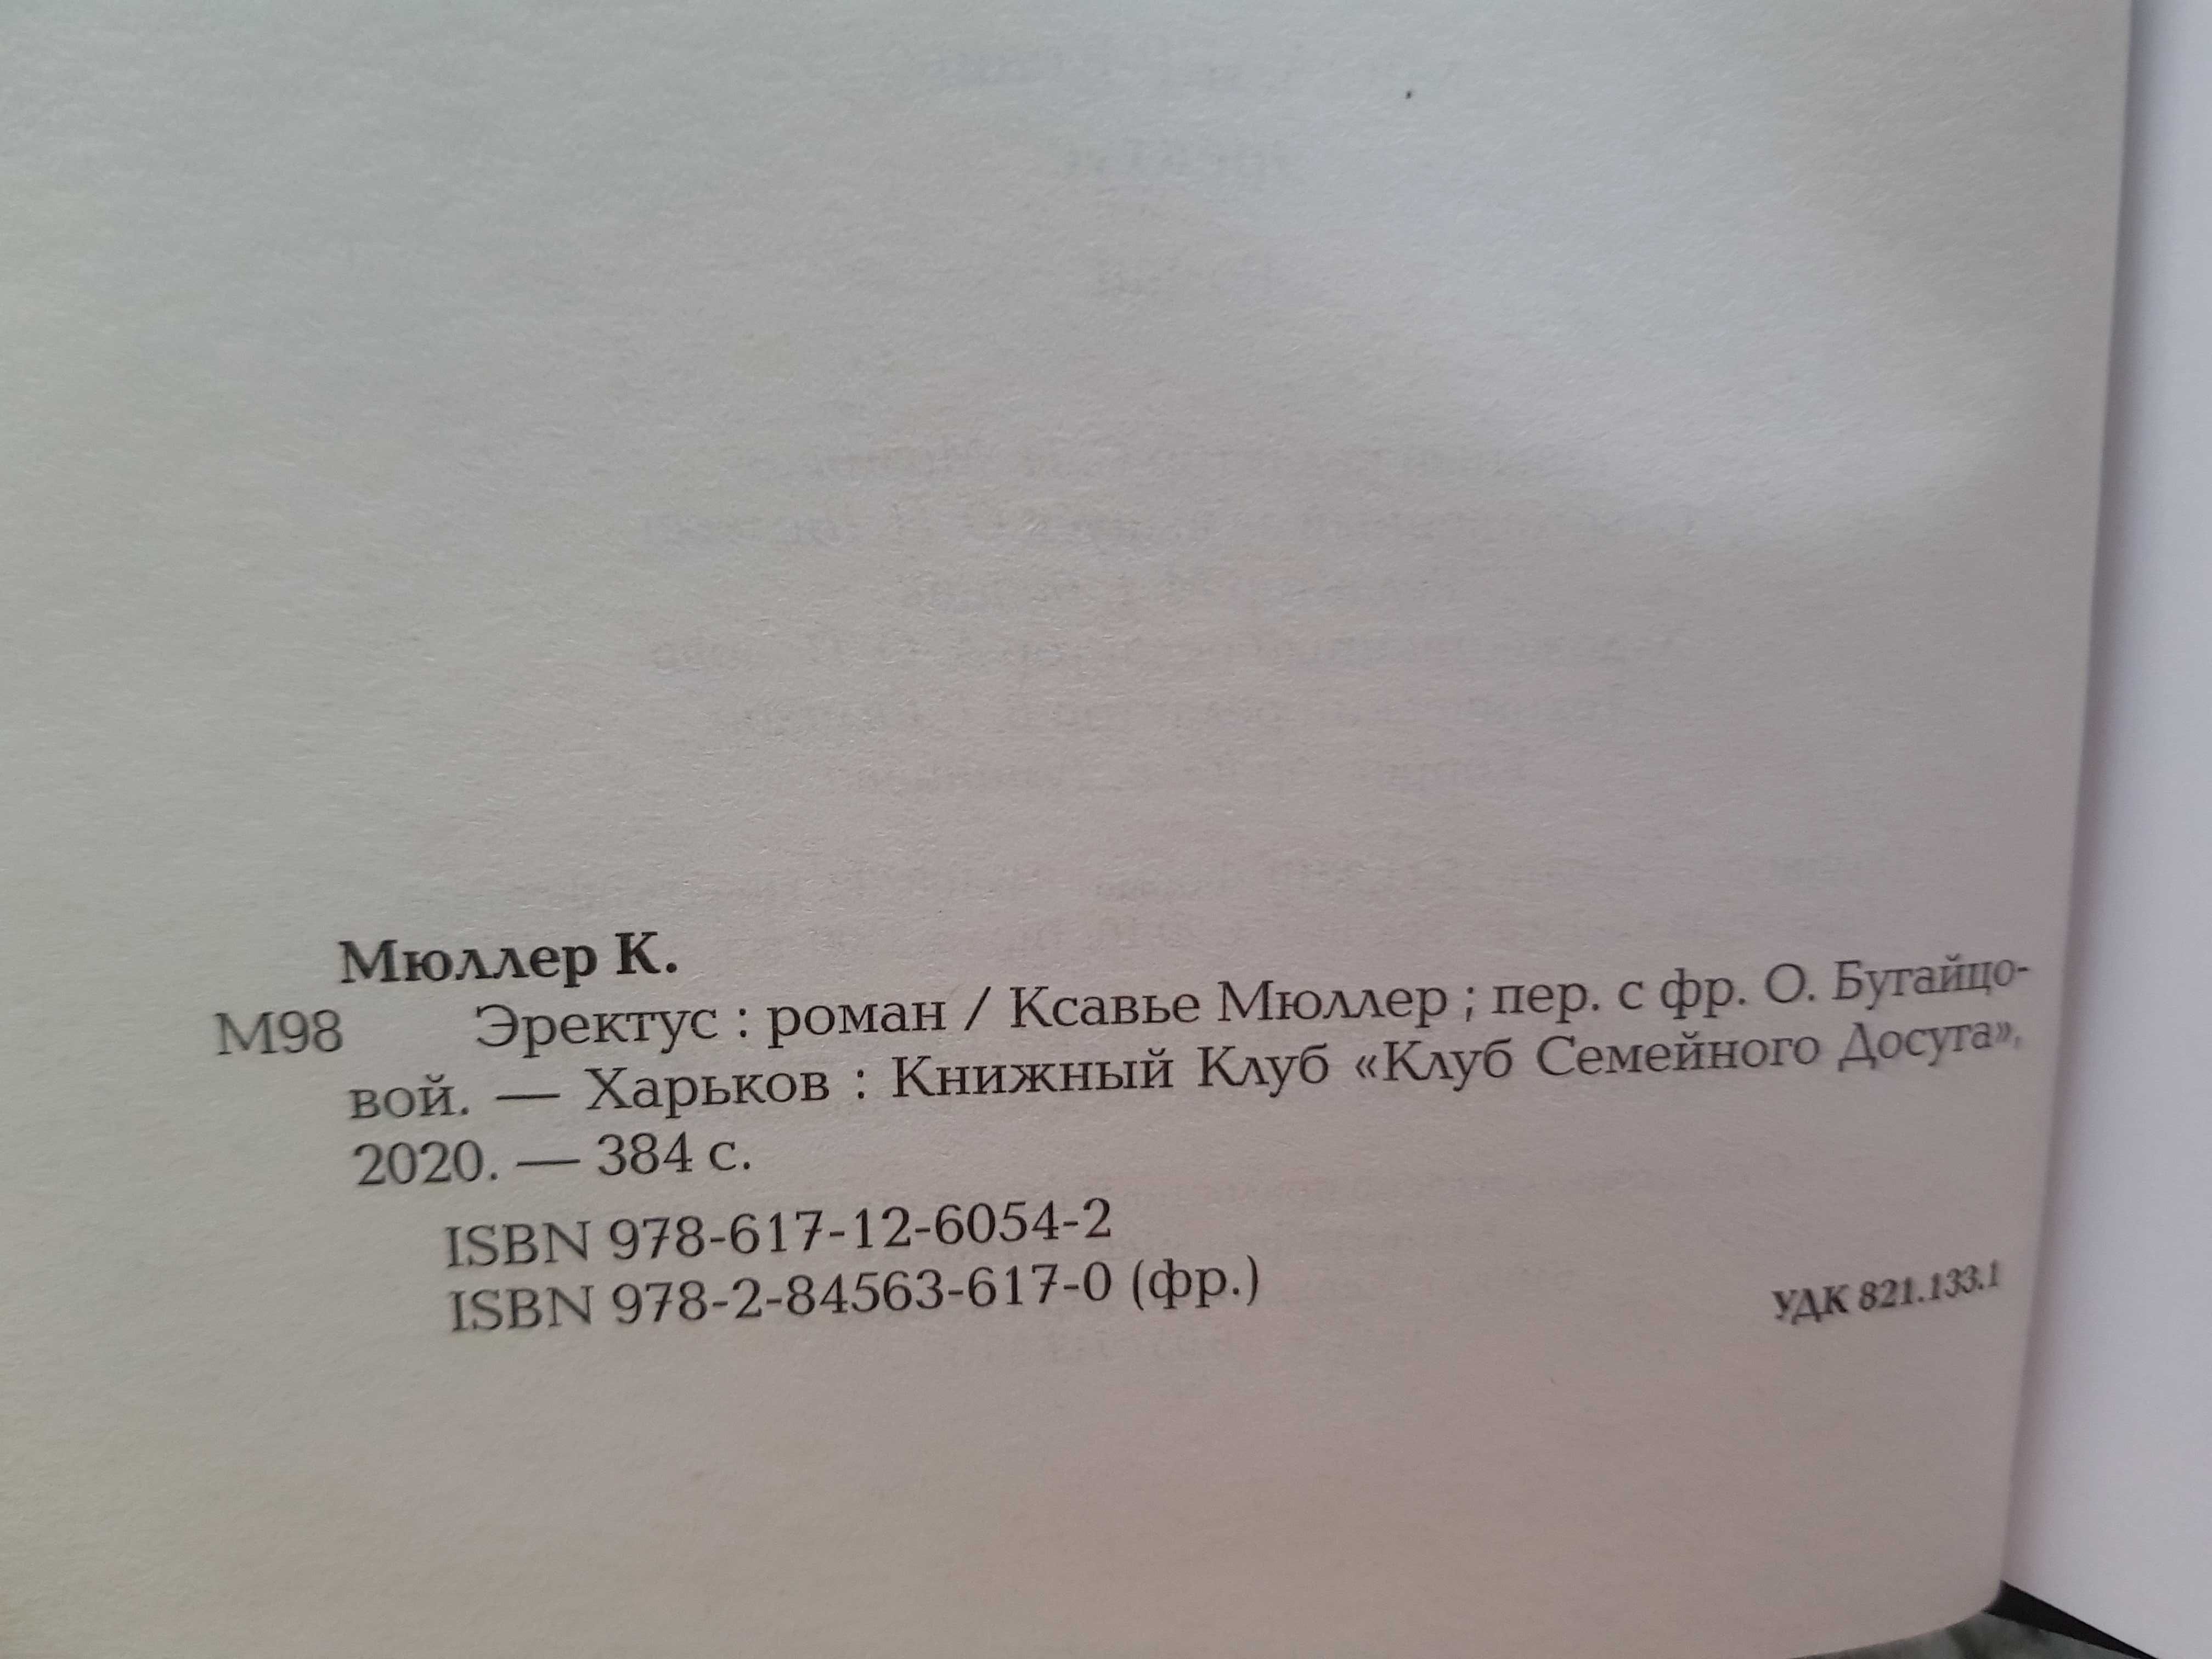 Мюллер К.
М98 Эректус : роман / Ксавье Мюллер ; пер. с фр. О. Бугайцо-
вой. — Харьков : Книжный Клуб «Клуб Семейного Досуга»,
2020. — 384 с.
ISBN 978-617-12-6054-2
ISBN 978-2-84563-617-0 (фр.)
УДК 821.133.1